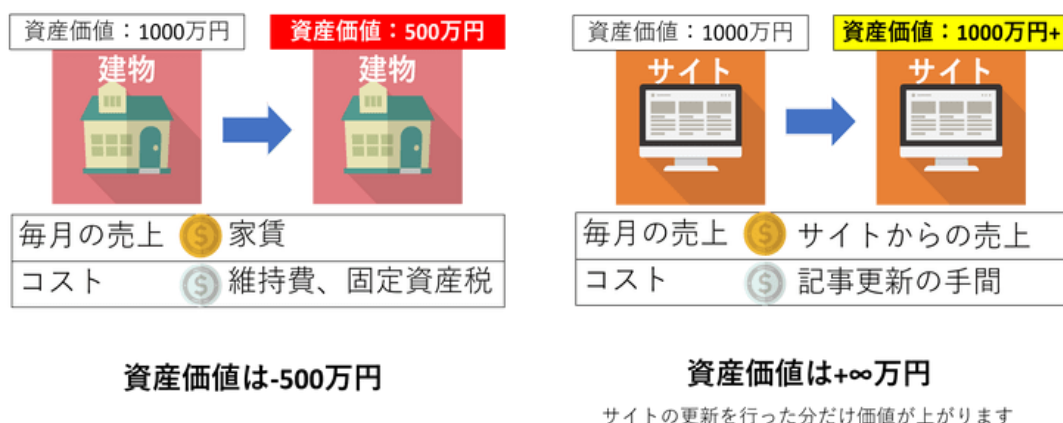 資産価値：1000万円
資産価値：500万円
建物
建物
毎月の売上 家賃
コスト 維持費、固定資産税
資産価値は-500万円
資産価値：1000万円
資産価値：1000万円+
サイト
サイト
毎月の売上 サイトからの売上
コスト 記事更新の手間
資産価値は+∞万円
サイトの更新を行った分だけ価値が上がります